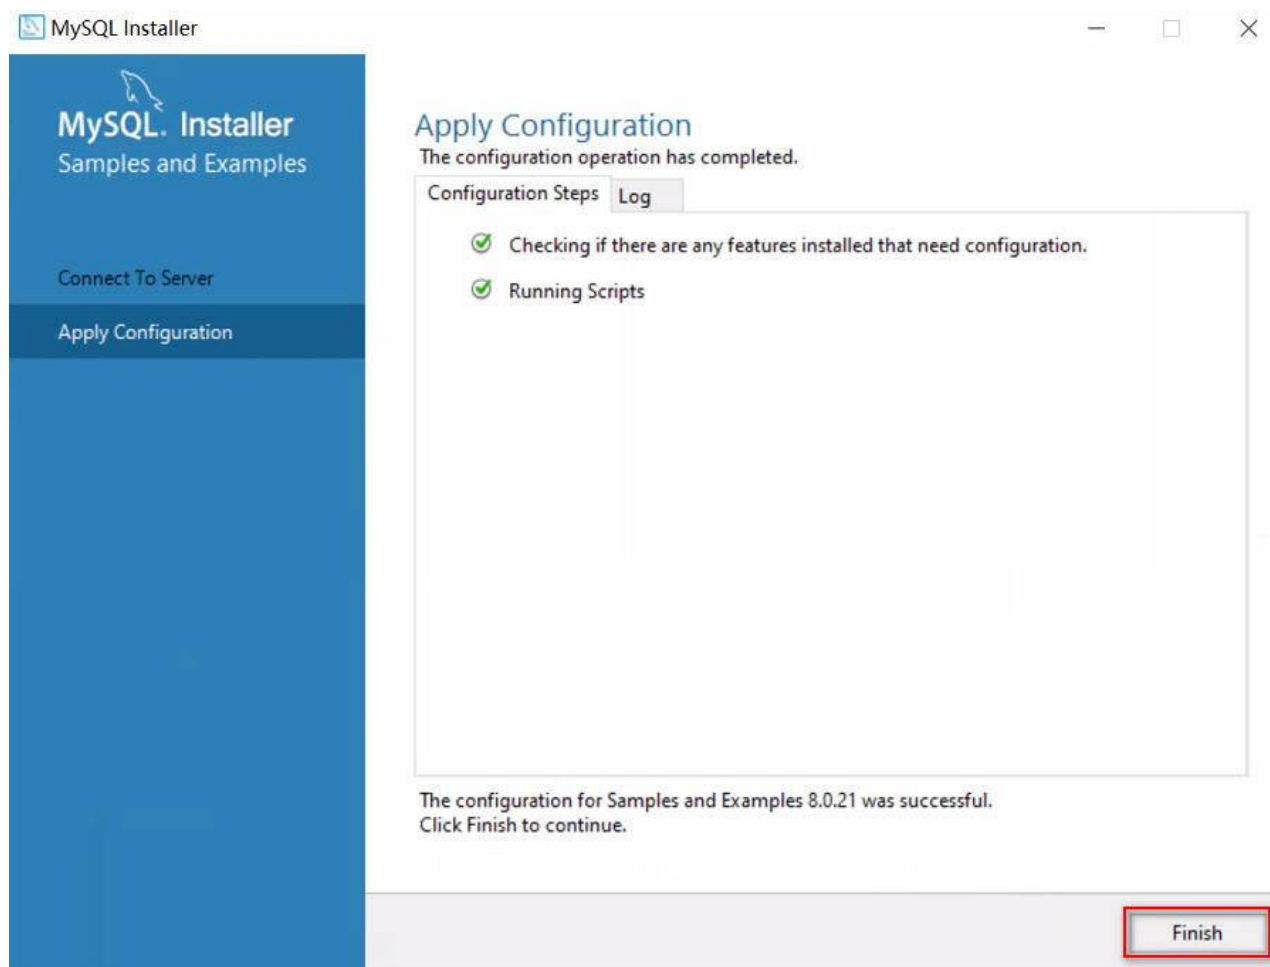 MySQL Installer
MySQL. Installer
Samples and Examples
Connect To Server
Apply Configuration
Apply Configuration
The configuration operation has completed.
Configuration Steps
Log
Checking if there are any features installed that need configuration.
Running Scripts
The configuration for Samples and Examples 8.0.21 was successful.
Click Finish to continue.
Finish